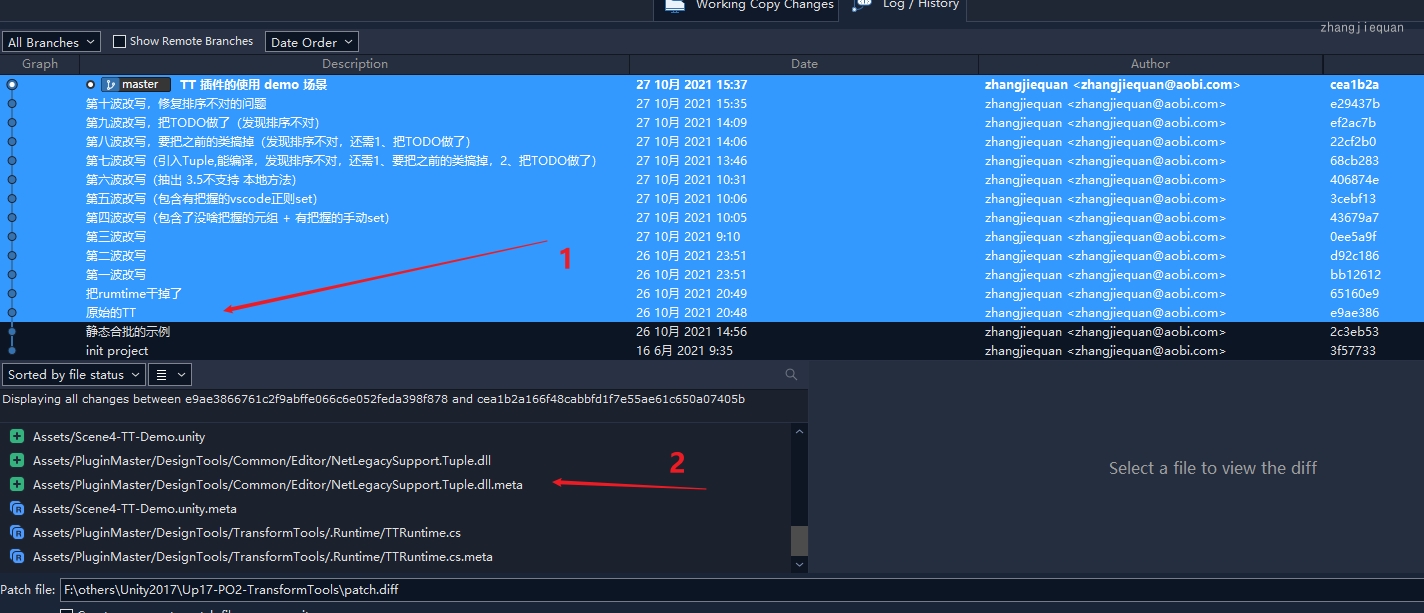 Working Copy Changes Log / History
zhangjiequan
All Branches Show Remote Branches Date Order
Graph Description Date Author
master TT 插件的使用 demo 场景 27 10月 2021 15:37 zhangjiequan <zhangjiequan@aobi.com> cea1b2a
第十波改写，修复排序不对的问题 27 10月 2021 15:35 zhangjiequan <zhangjiequan@aobi.com> e29437b
第九波改写，把TODO做了（发现排序不对） 27 10月 2021 14:09 zhangjiequan <zhangjiequan@aobi.com> ef2ac7b
第八波改写，要把之前的类搞掉（发现排序不对，还需1、把TODO做了） 27 10月 2021 14:06 zhangjiequan <zhangjiequan@aobi.com> 22cf2b0
第七波改写（引入Tuple,能编译，发现排序不对，还需1、要把之前的类搞掉，2、把TODO做了） 27 10月 2021 13:46 zhangjiequan <zhangjiequan@aobi.com> 68cb283
第六波改写（抽出 3.5不支持 本地方法） 27 10月 2021 10:31 zhangjiequan <zhangjiequan@aobi.com> 406874e
第五波改写（包含有把握的vscode正则set） 27 10月 2021 10:06 zhangjiequan <zhangjiequan@aobi.com> 3cebf13
第四波改写（包含了没啥把握的元组 + 有把握的手动set） 27 10月 2021 10:05 zhangjiequan <zhangjiequan@aobi.com> 43679a7
第三波改写 27 10月 2021 9:10 zhangjiequan <zhangjiequan@aobi.com> 0ee5a9f
第二波改写 26 10月 2021 23:51 zhangjiequan <zhangjiequan@aobi.com> d92c186
第一波改写 26 10月 2021 23:51 zhangjiequan <zhangjiequan@aobi.com> bb12612
1
把rumtime干掉了 26 10月 2021 20:49 zhangjiequan <zhangjiequan@aobi.com> 65160e9
原始的TT 26 10月 2021 20:48 zhangjiequan <zhangjiequan@aobi.com> e9ae386
静态合批的示例 26 10月 2021 14:56 zhangjiequan <zhangjiequan@aobi.com> 2c3eb53
init project 16 6月 2021 9:35 zhangjiequan <zhangjiequan@aobi.com> 3f57733
Sorted by file status
Displaying all changes between e9ae3866761c2f9abffe066c6e052feda398f878 and cea1b2a166f48cabbfd1f7e55ae61c650a07405b
Assets/Scene4-TT-Demo.unity
Assets/PluginMaster/DesignTools/Common/Editor/NetLegacySupport.Tuple.dll
2
Select a file to view the diff
Assets/PluginMaster/DesignTools/Common/Editor/NetLegacySupport.Tuple.dll.meta
Assets/Scene4-TT-Demo.unity.meta
Assets/PluginMaster/DesignTools/TransformTools/.Runtime/TTRuntime.cs
Assets/PluginMaster/DesignTools/TransformTools/.Runtime/TTRuntime.cs.meta
Patch file: F:\others\Unity2017\Up17-PO2-TransformTools\patch.diff